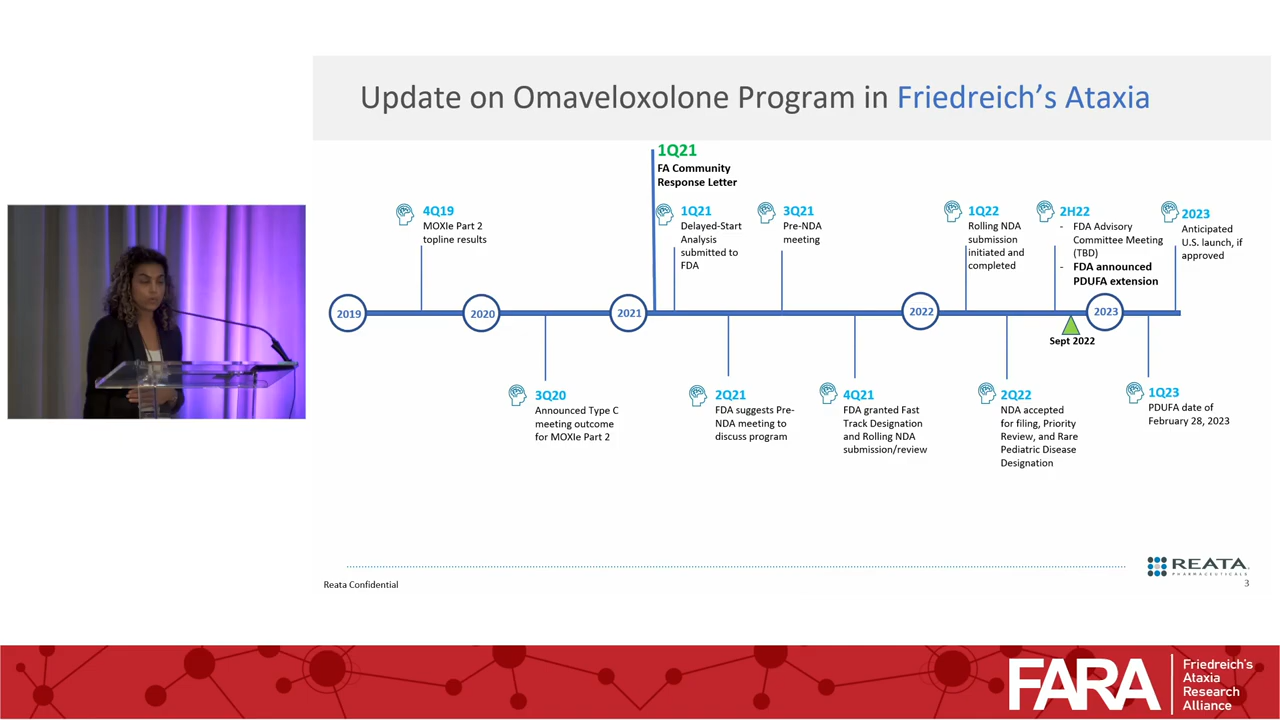 Update on Omaveloxolone Program in Friedreich's Ataxia
1Q21
FA Community
Response Letter
4Q19
MOXIe Part 2
topline results
1Q21
Delayed-Start
Analysis
submitted to
FDA
3Q21
Pre-NDA
meeting
1Q22
Rolling NDA
submission
initiated and
completed
2H22
- FDA Advisory
Committee Meeting
(TBD)
- FDA announced
PDUFA extension
2023
Anticipated
U.S. launch, if
approved
2019
2020
2021
2022
2023
Sept 2022
3Q20
Announced Type C
meeting outcome
for MOXIe Part 2
2Q21
FDA suggests Pre-
NDA meeting to
discuss program
4Q21
FDA granted Fast
Track Designation
and Rolling NDA
submission/review
2Q22
NDA accepted
for filing, Priority
Review, and Rare
Pediatric Disease
Designation
1Q23
PDUFA date of
February 28, 2023
REATA
PHARMACEUTICALS
Reata Confidential
3
FARA
Friedreich's
Ataxia
Research
Alliance